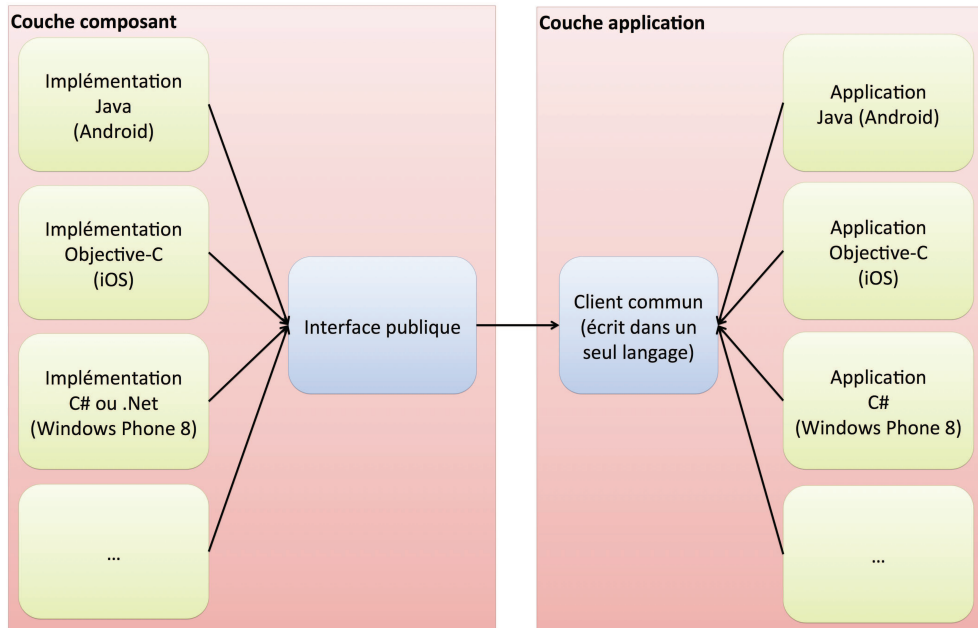 Couche composant
Implémentation
Java
(Android)
Implémentation
Objective-C
(iOS)
Implémentation
C# ou .Net
(Windows Phone 8)
...
Interface publique
Couche application
Client commun
(écrit dans un
seul langage)
Application
Java (Android)
Application
Objective-C
(iOS)
Application
C#
(Windows Phone 8)
...